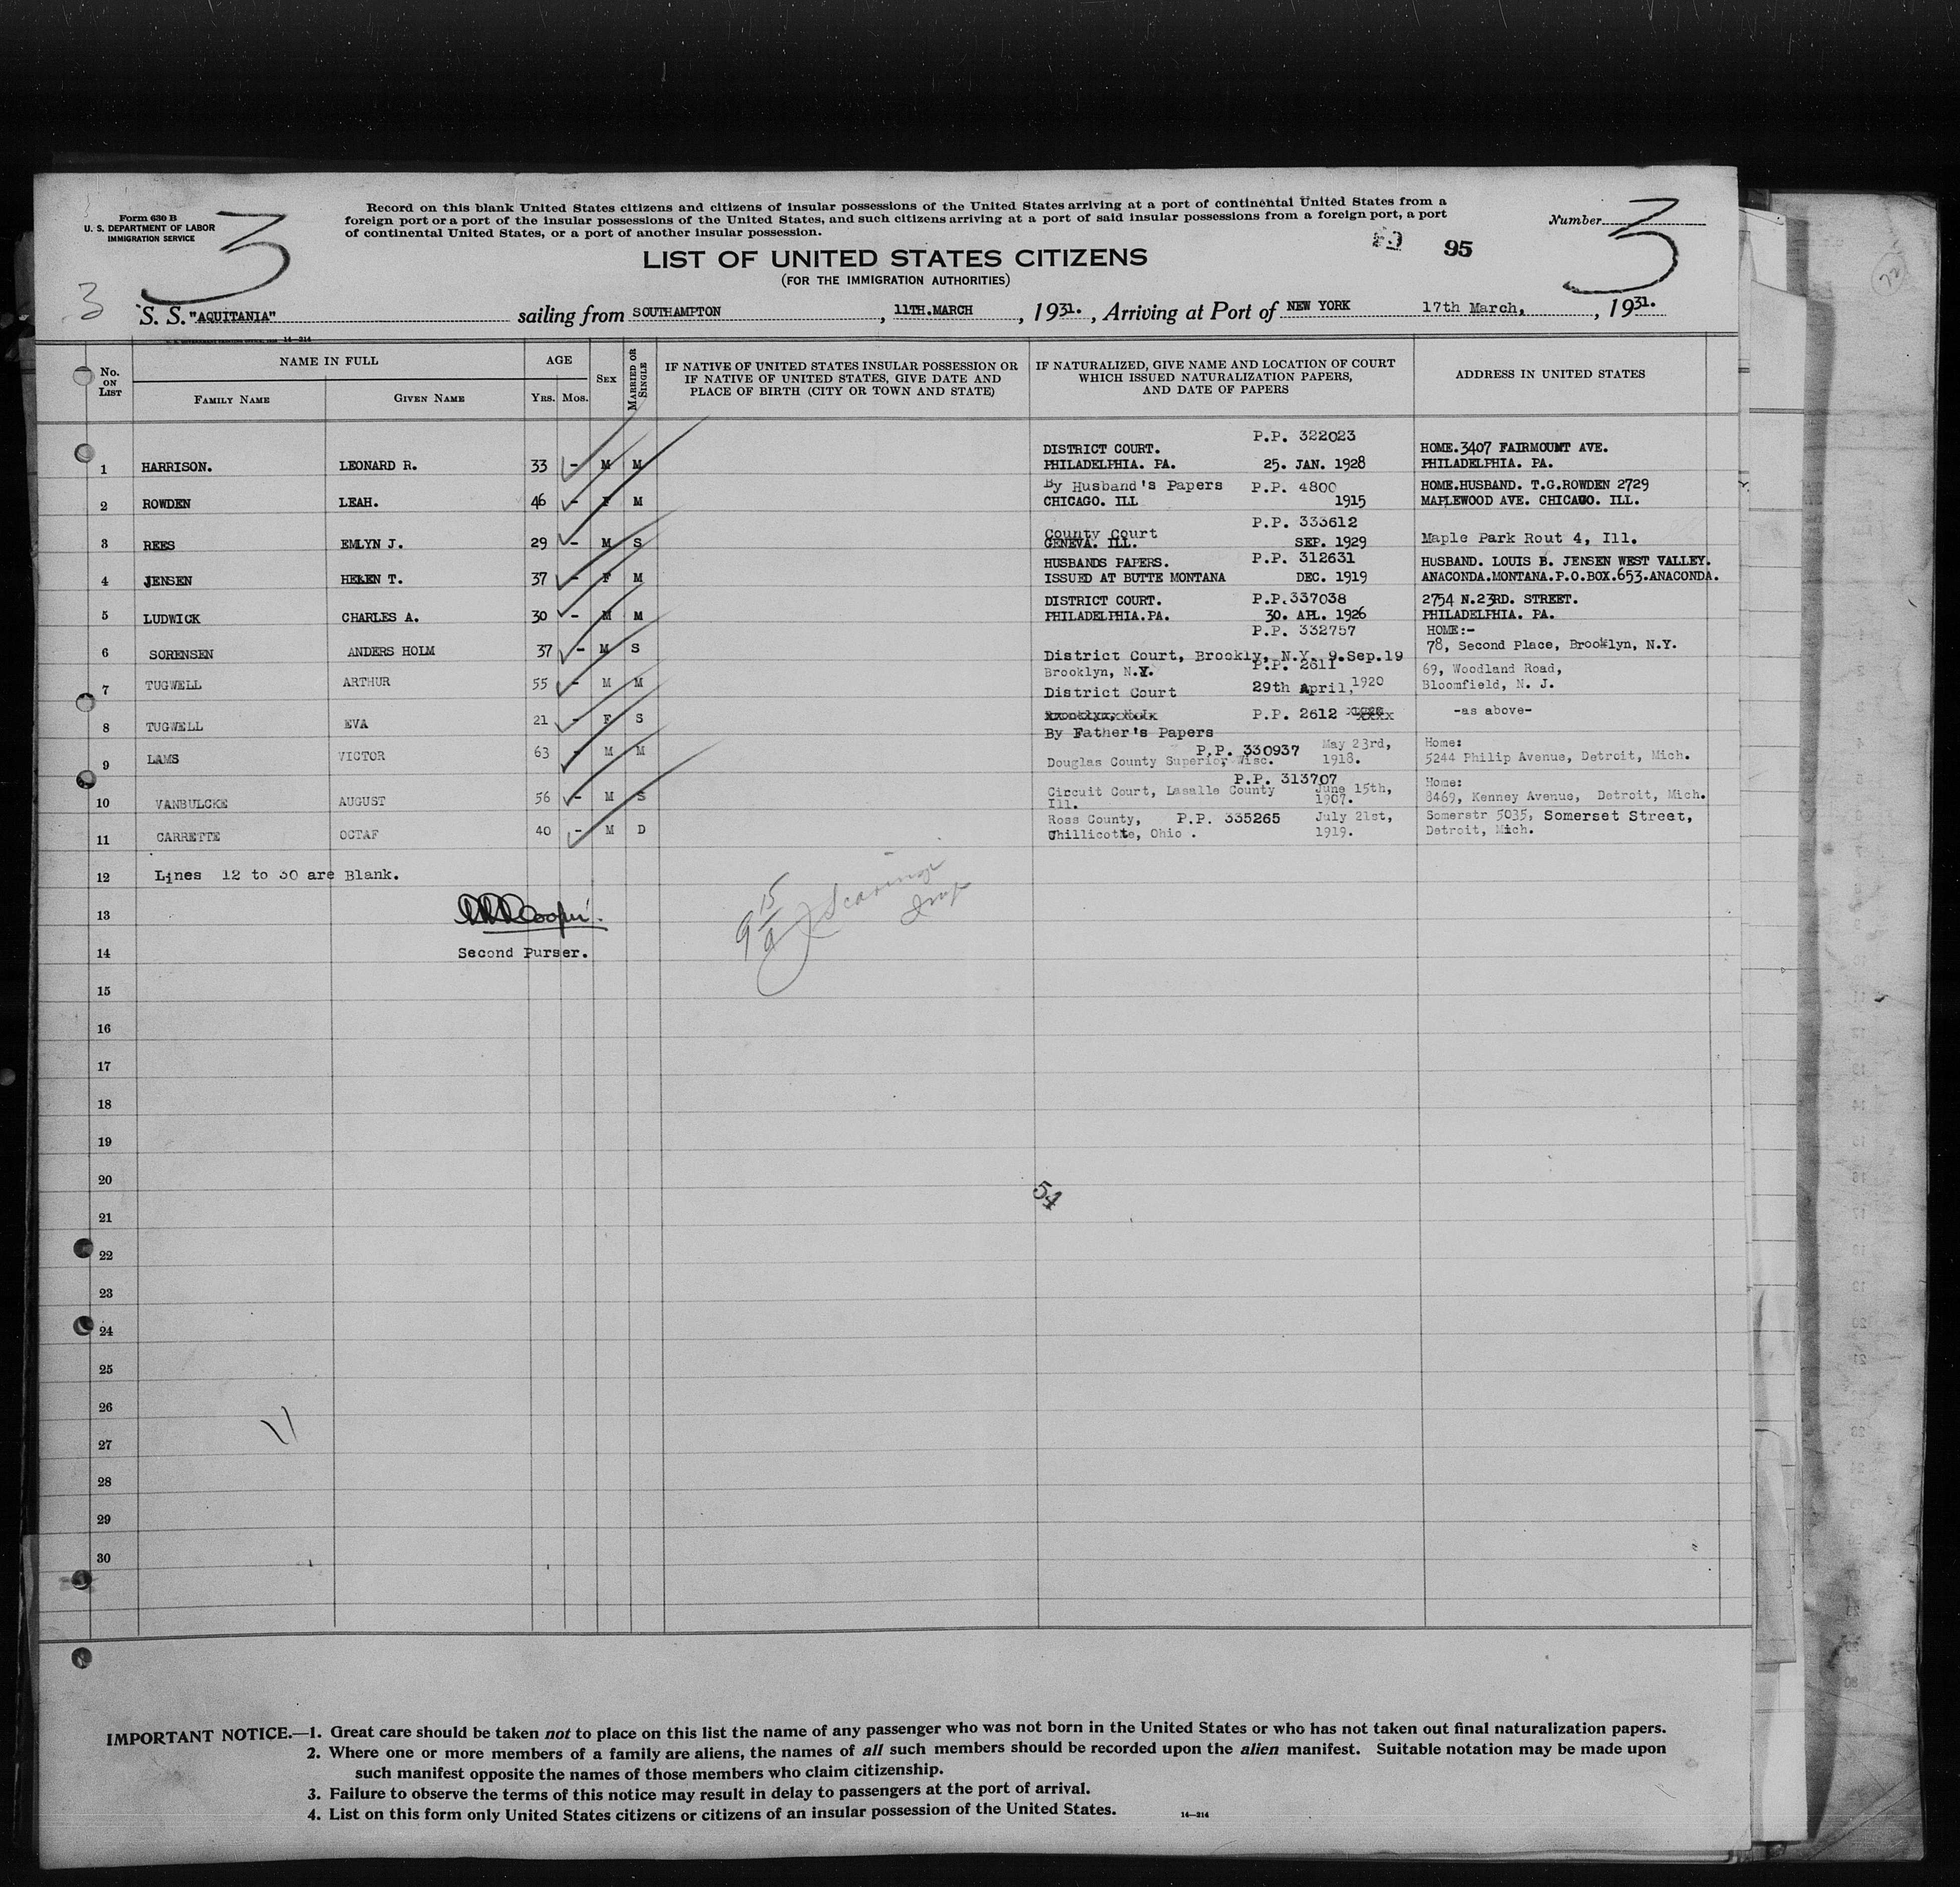 Form 630 B
U. S. DEPARTMENT OF LABOR
IMMIGRATION SERVICE
3
Record on this blank United States citizens and citizens of insular possessions of the United States arriving at a port of continental United States from a
foreign port or a port of the insular possessions of the United States, and such citizens arriving at a port of said insular possessions from a foreign port, a port
of continental United States, or a port of another insular possession.
Number 3
95
LIST OF UNITED STATES CITIZENS
(FOR THE IMMIGRATION AUTHORITIES)
3
S. S. "AQUITANIA" sailing from SOUTHAMPTON, 11TH.MARCH, 1931., Arriving at Port of NEW YORK 17th March, , 1931.
14—214
No. ON LIST NAME IN FULL FAMILY NAME GIVEN NAME AGE YRS. MOS. SEX MARRIED OR SINGLE IF NATIVE OF UNITED STATES INSULAR POSSESSION OR IF NATIVE OF UNITED STATES, GIVE DATE AND PLACE OF BIRTH (CITY OR TOWN AND STATE) IF NATURALIZED, GIVE NAME AND LOCATION OF COURT WHICH ISSUED NATURALIZATION PAPERS, AND DATE OF PAPERS ADDRESS IN UNITED STATES
P.P. 322023
DISTRICT COURT. HOME.3407 FAIRMOUNT AVE.
1 HARRISON. LEONARD R. 33 - M M PHILADELPHIA. PA. 25. JAN. 1928 PHILADELPHIA. PA.
By Husband's Papers P.P. 4800 HOME.HUSBAND. T.G.ROWDEN 2729
2 ROWDEN LEAH. 46 - F M CHICAGO. ILL 1915 MAPLEWOOD AVE. CHICAGO. ILL.
P.P. 333612
County Court
3 REES EMLYN J. 29 - M S GENEVA. ILL. SEP. 1929 Maple Park Rout 4, Ill.
HUSBANDS PAPERS. P.P. 312631 HUSBAND. LOUIS B. JENSEN WEST VALLEY.
4 JENSEN HELEN T. 37 - F M ISSUED AT BUTTE MONTANA DEC. 1919 ANACONDA.MONTANA.P.O.BOX.653.ANACONDA.
DISTRICT COURT. P.P.337038 2754 N.23RD. STREET.
5 LUDWICK CHARLES A. 30 - M M PHILADELPHIA.PA. 30. APL. 1926 PHILADELPHIA. PA.
P.P. 332757 HOME:-
6 SORENSEN ANDERS HOLM 37 - M S District Court, Brookly, N.Y. 9.Sep.19 78, Second Place, Brooklyn, N.Y.
Brooklyn, N.Y. P.P. 2611 69, Woodland Road,
7 TUGWELL ARTHUR 55 - M M District Court 29th April, 1920 Bloomfield, N. J.
8 TUGWELL EVA 21 - F S P.P. 2612 -as above-
By Father's Papers
9 LAMS VICTOR 63 - M M P.P. 330937 May 23rd, Home:
Douglas County Superior, Wisc. 1918. 5244 Philip Avenue, Detroit, Mich.
P.P. 313707 Home:
10 VANBULCKE AUGUST 56 - M S Circuit Court, Lasalle County June 15th, 8469, Kenney Avenue, Detroit, Mich.
Ill. 1907.
11 CARRETTE OCTAF 40 - M D Ross County, P.P. 335265 July 21st, Somerstr 5035, Somerset Street,
Chillicotte, Ohio . 1919. Detroit, Mich.
12 Lines 12 to 30 are Blank.
13
14 Second Purser.
15
16
17
18
19
20
54
21
22
23
24
25
26
27
28
29
30
IMPORTANT NOTICE.—1. Great care should be taken not to place on this list the name of any passenger who was not born in the United States or who has not taken out final naturalization papers.
2. Where one or more members of a family are aliens, the names of all such members should be recorded upon the alien manifest. Suitable notation may be made upon
such manifest opposite the names of those members who claim citizenship.
3. Failure to observe the terms of this notice may result in delay to passengers at the port of arrival.
4. List on this form only United States citizens or citizens of an insular possession of the United States.
14—214